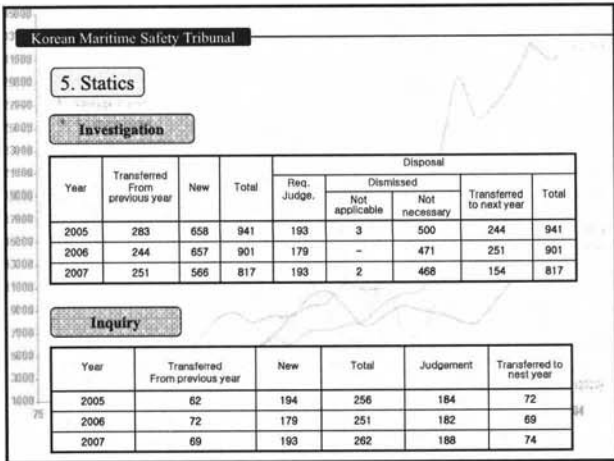 Korean Maritime Safety Tribunal
5. Statics
Investigation
Year Transferred From previous year New Total Disposal
Req. Judge. Dismissed Transferred to next year Total
Not applicable Not necessary
2005 283 658 941 193 3 500 244 941
2006 244 657 901 179 – 471 251 901
2007 251 566 817 193 2 468 154 817
Inquiry
Year Transferred From previous year New Total Judgement Transferred to nest year
2005 62 194 256 184 72
2006 72 179 251 182 69
2007 69 193 262 188 74